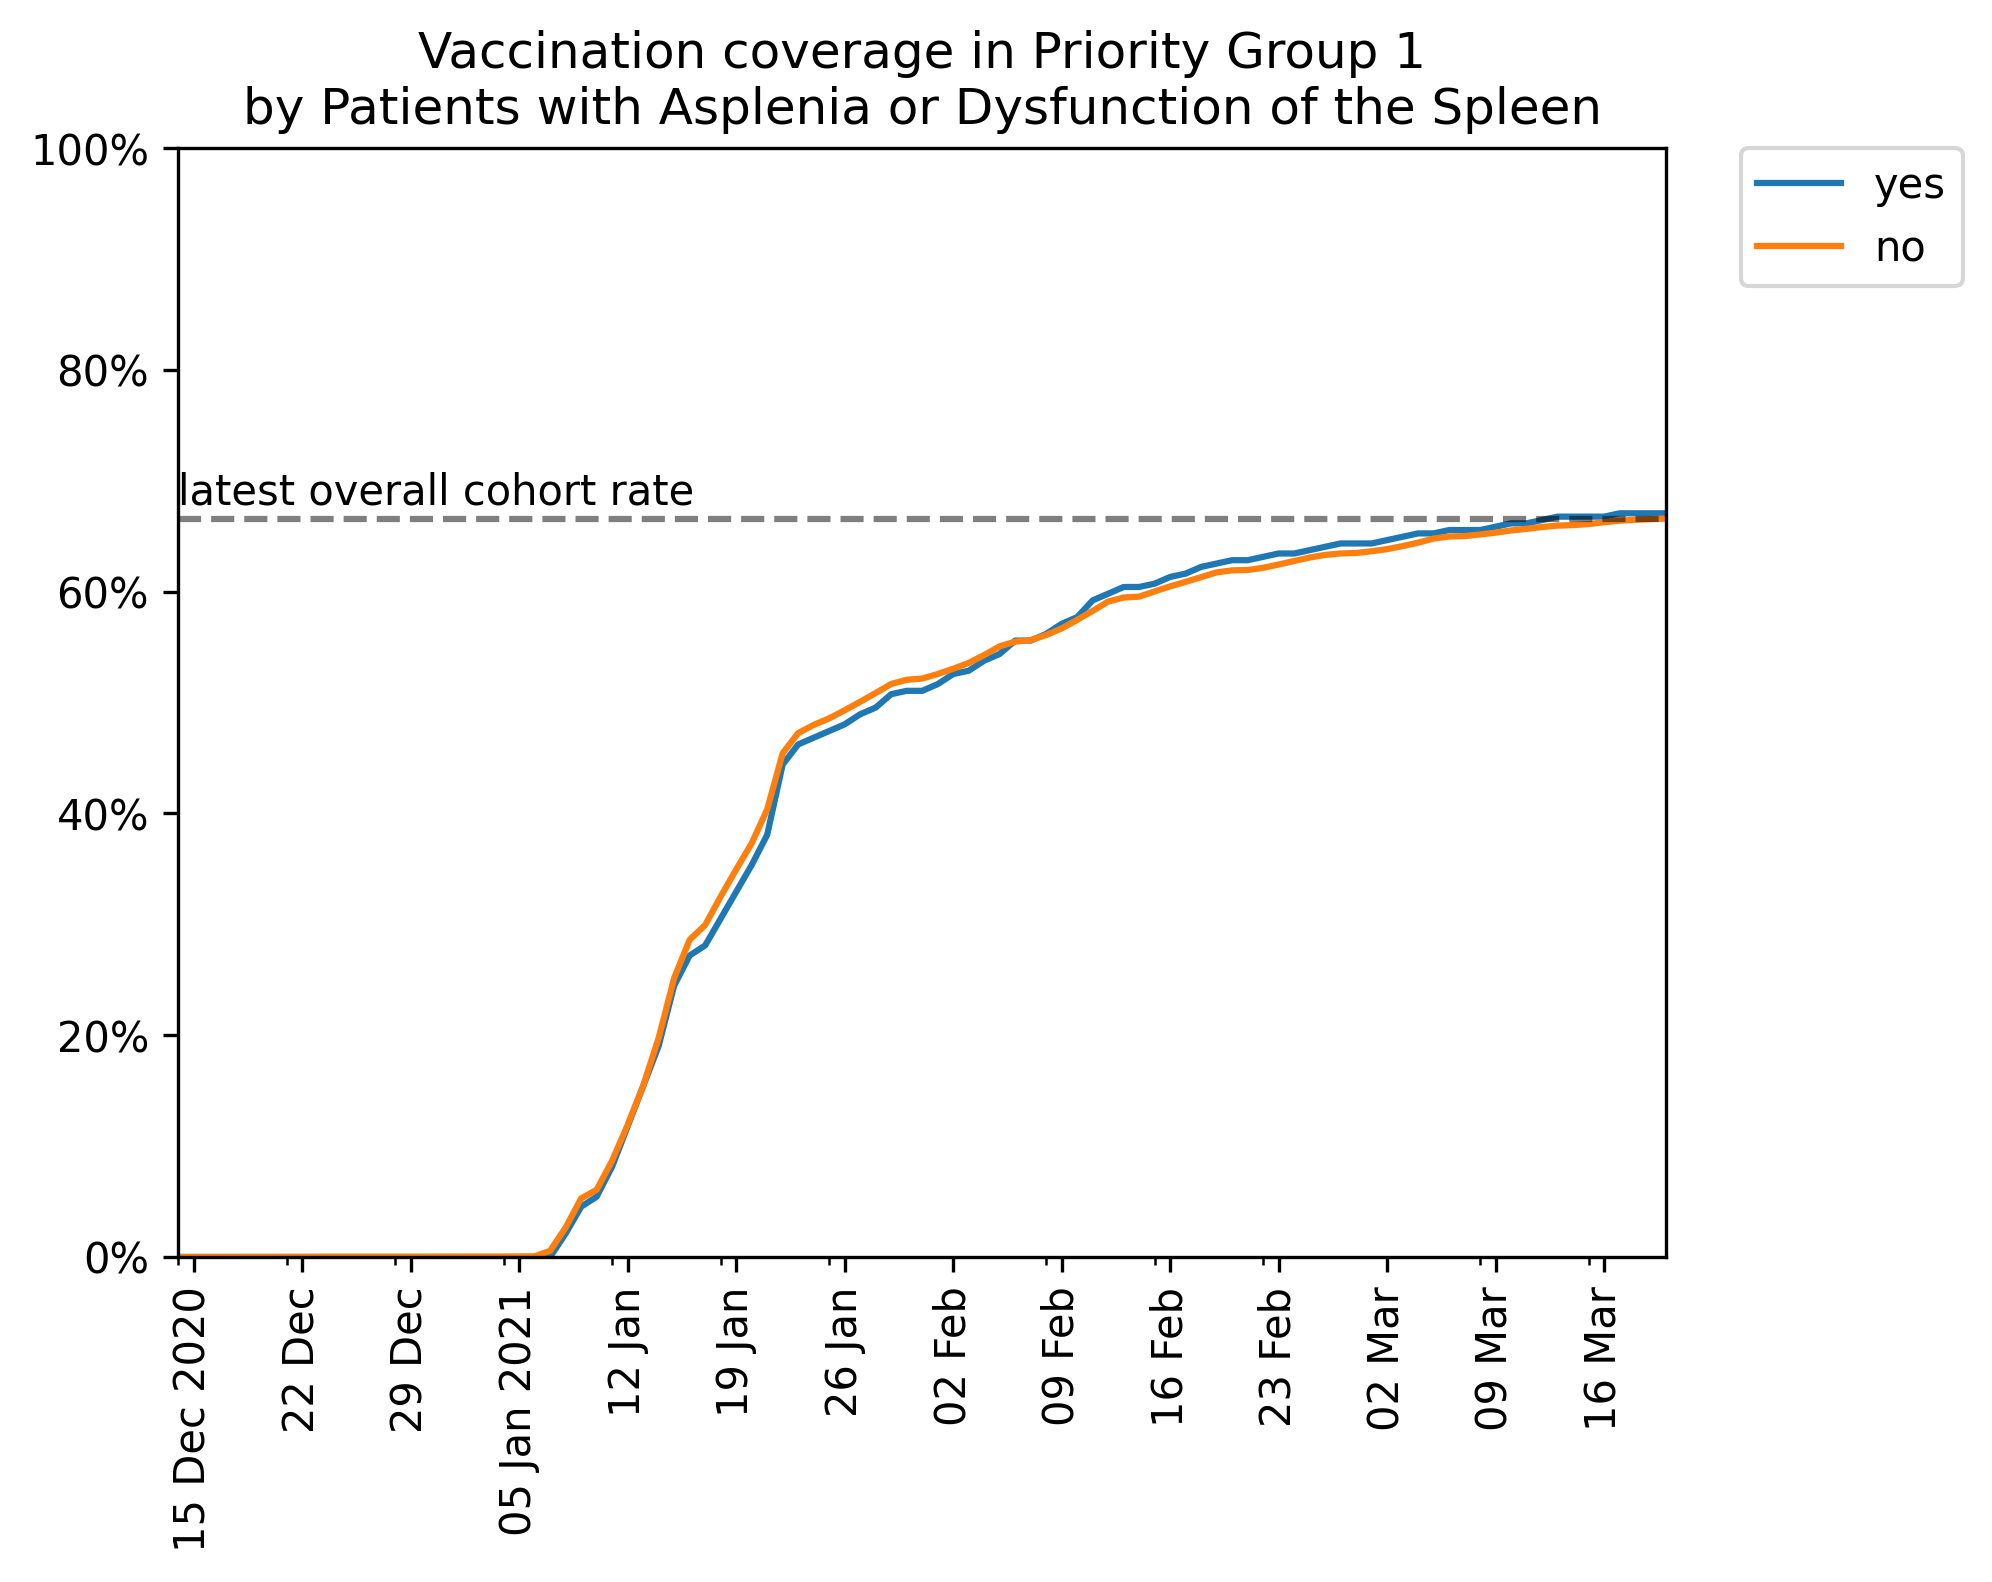 Vaccination coverage in Priority Group 1
by Patients with Asplenia or Dysfunction of the Spleen
100%
80%
60%
40%
20%
0%
latest overall cohort rate
yes
no
15 Dec 2020
22 Dec
29 Dec
05 Jan 2021
12 Jan
19 Jan
26 Jan
02 Feb
09 Feb
16 Feb
23 Feb
02 Mar
09 Mar
16 Mar